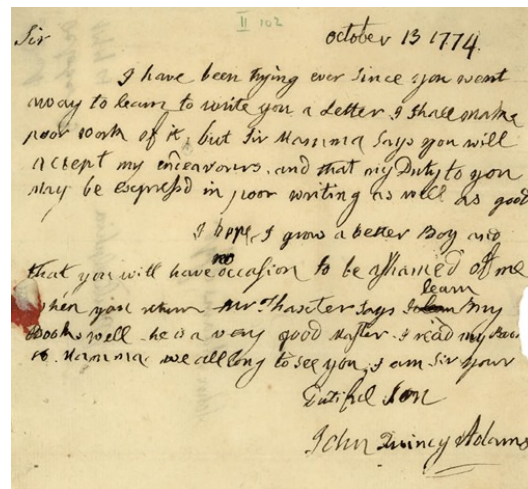 II 102
Sir
october 13 1774.
I have been trying ever since you went
away to learn to write you a Letter I shall make
poor work of it, but Sir Mamma says you will
accept my endeavours, and that my Duty to you
may be expressd in poor writing as well as good
I hope I grow a better Boy and
that you will have no occasion to be ashamed of me
when you return Mr Thaxter says I learn my
Books well he is a very good Master I read my Books
to Mamma we all long to see you I am Sir your
Dutiful Son
John Quincy Adams